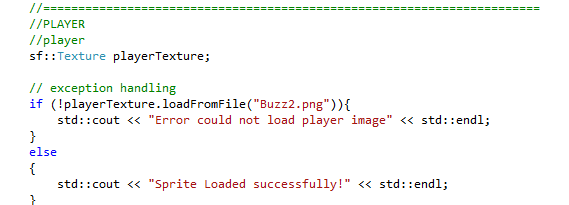 //=======================================================================
//PLAYER
//player
sf::Texture playerTexture;
// exception handling
if (!playerTexture.loadFromFile("Buzz2.png")){
std::cout << "Error could not load player image" << std::endl;
}
else
{
std::cout << "Sprite Loaded successfully!" << std::endl;
}